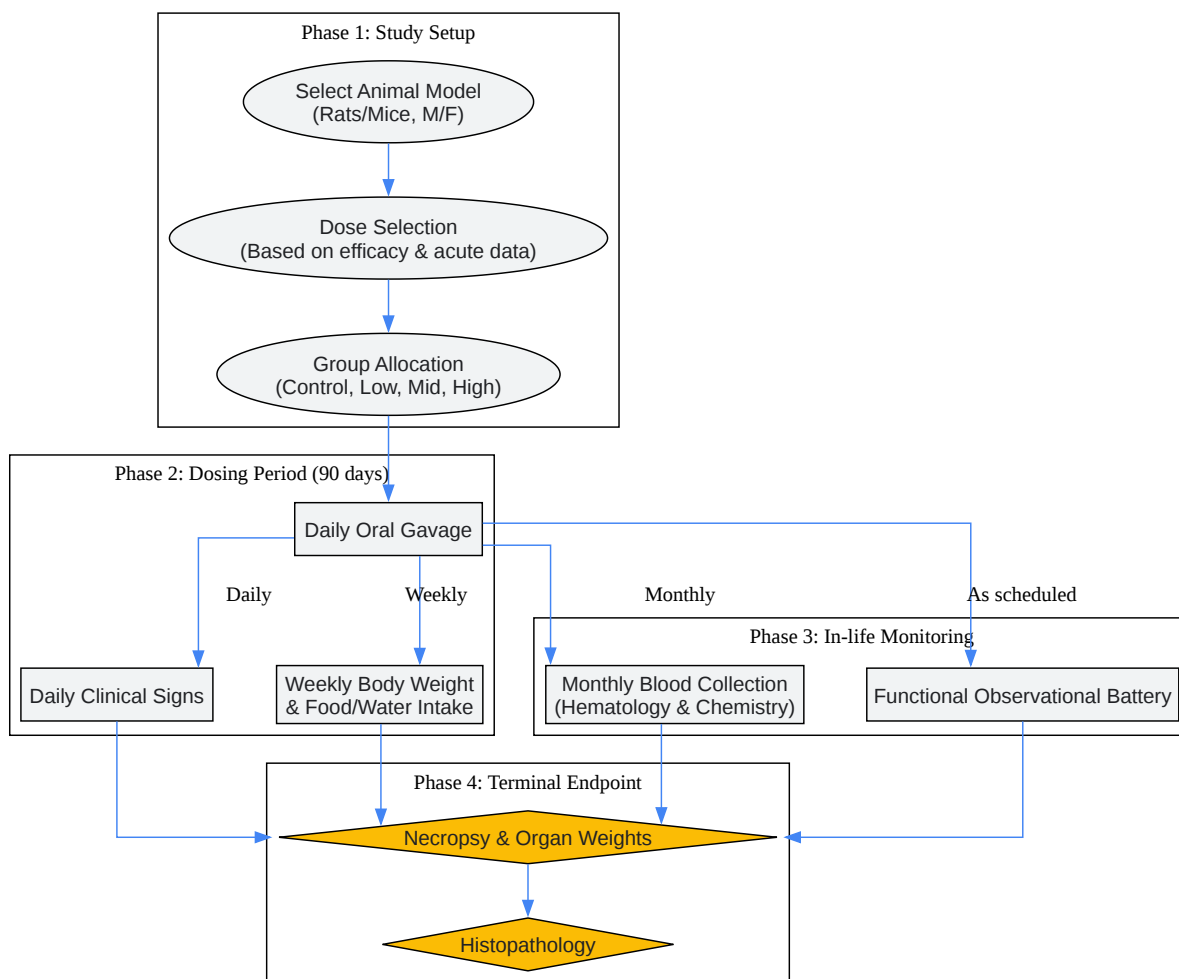 Phase 1: Study Setup
Select Animal Model
(Rats/Mice, M/F)
Dose Selection
(Based on efficacy & acute data)
Group Allocation
(Control, Low, Mid, High)
Phase 2: Dosing Period (90 days)
Daily Oral Gavage
Daily
Weekly
Monthly
As scheduled
Phase 3: In-life Monitoring
Daily Clinical Signs
Weekly Body Weight
& Food/Water Intake
Monthly Blood Collection
(Hematology & Chemistry)
Functional Observational Battery
Phase 4: Terminal Endpoint
Necropsy & Organ Weights
Histopathology